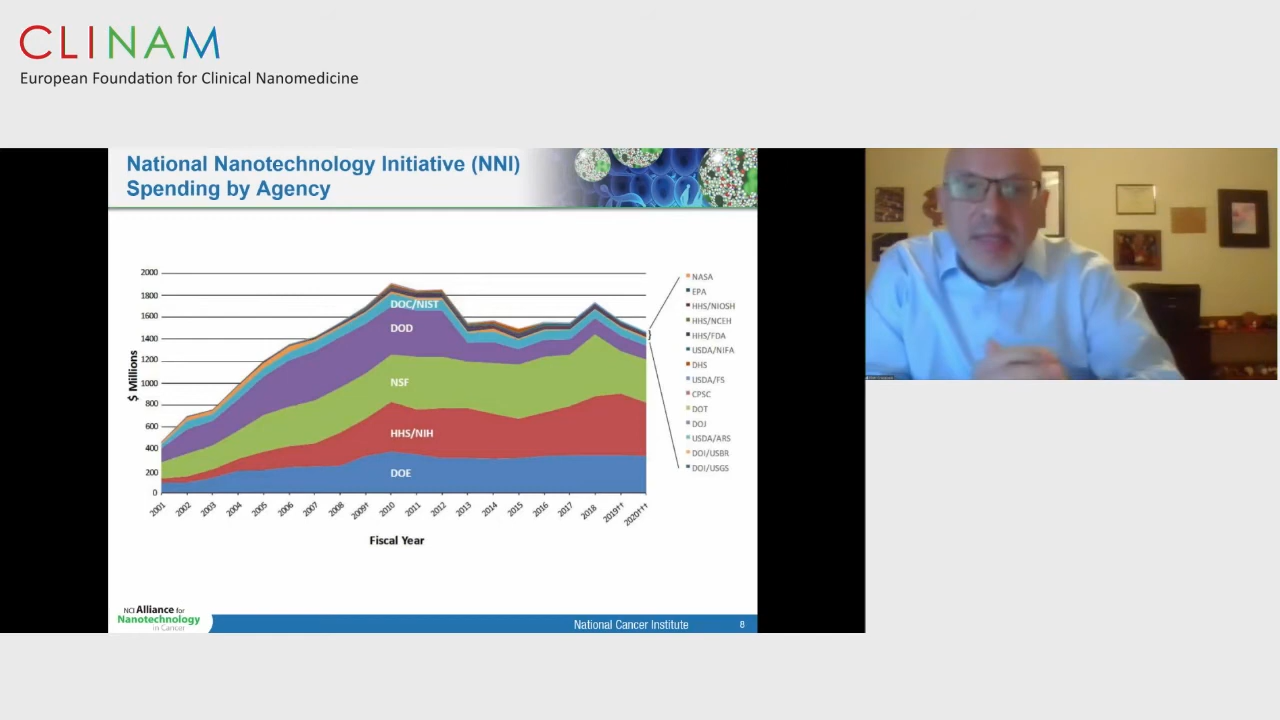 CLINAM
European Foundation for Clinical Nanomedicine
National Nanotechnology Initiative (NNI)
Spending by Agency
$ Millions
2000
1800
1600
1400
1200
1000
800
600
400
200
0
DOC/NIST
DOD
NSF
HHS/NIH
DOE
2001
2002
2003
2004
2005
2006
2007
2008
2009†
2010
2011
2012
2013
2014
2015
2016
2017
2018
2019††
2020†††
Fiscal Year
NASA
EPA
HHS/NIOSH
HHS/NCEH
HHS/FDA
USDA/NIFA
DHS
USDA/FS
CPSC
DOT
DOJ
USDA/ARS
DOI/USBR
DOI/USGS
NCI Alliance for
Nanotechnology
in Cancer
National Cancer Institute
8